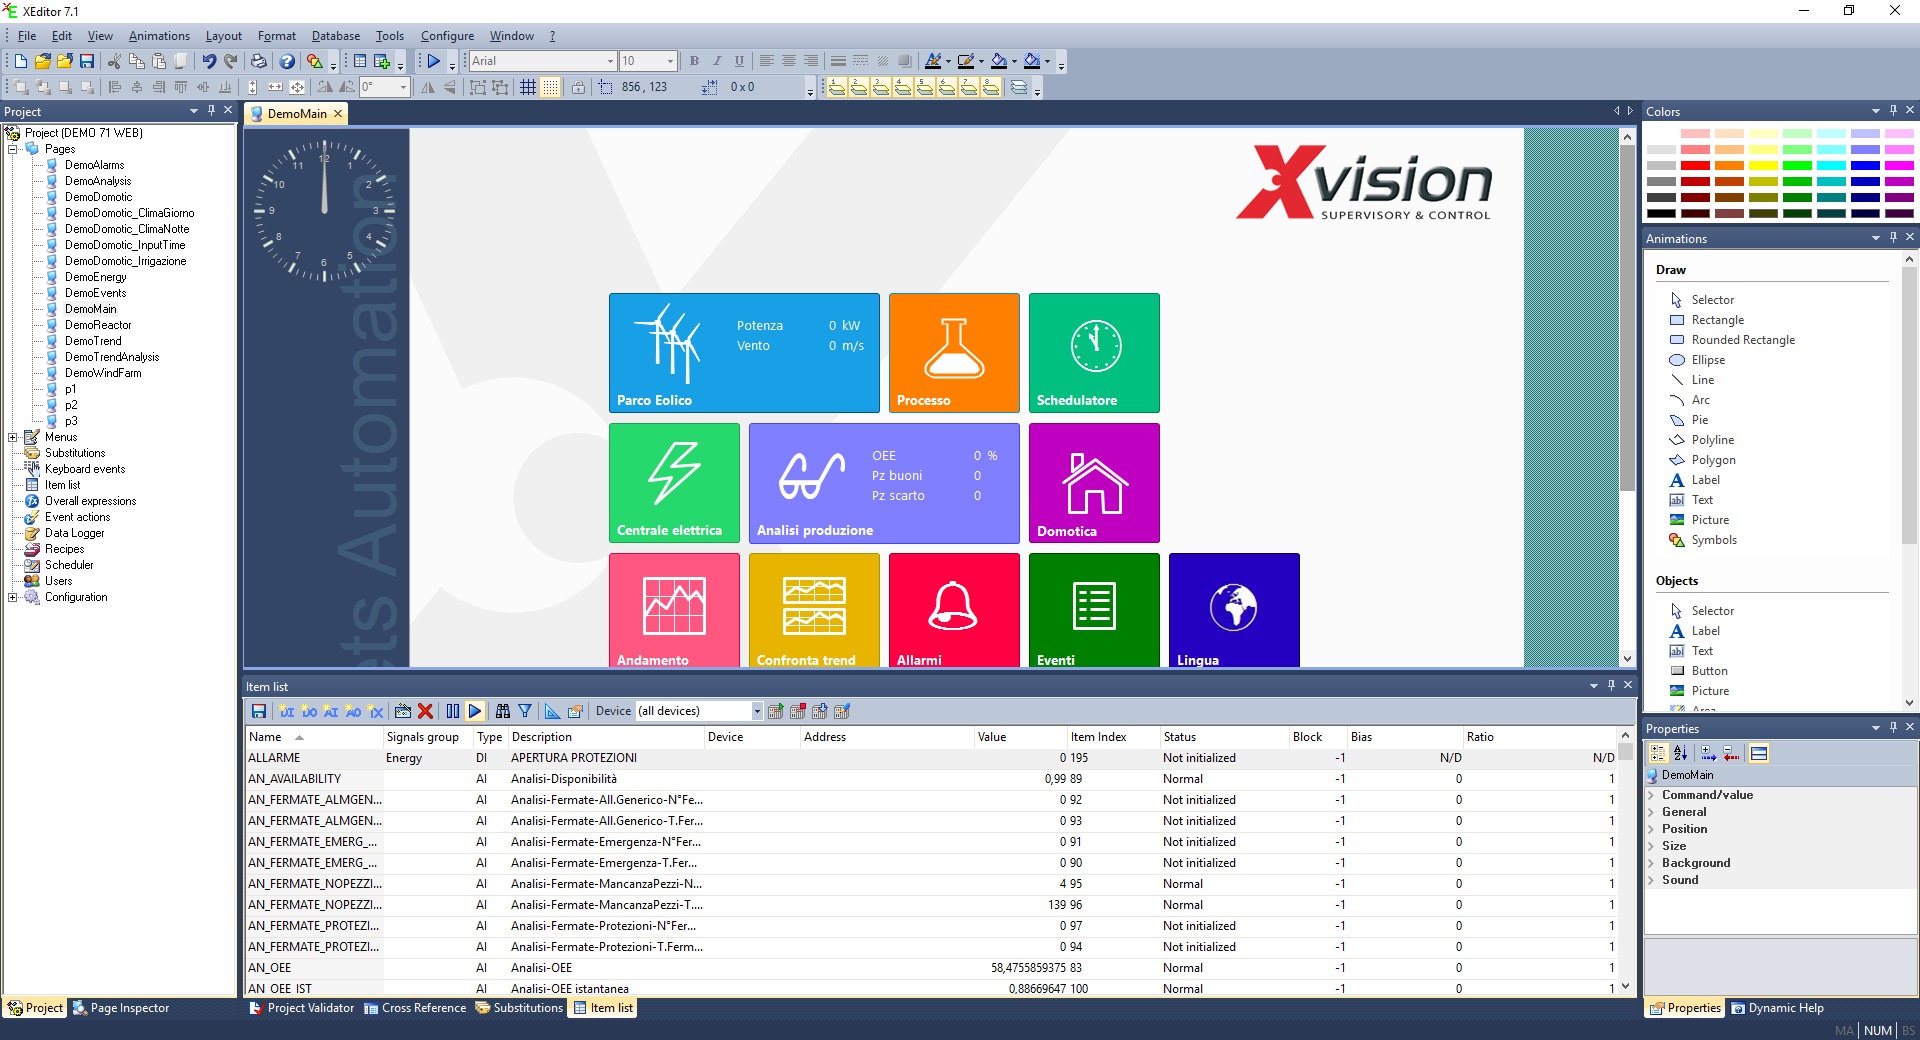 XEditor 7.1
File Edit View Animations Layout Format Database Tools Configure Window ?
Arial 10 B I U
0° 856 , 123 0 x 0 1 2 3 4 5 6 7 8
Project
Project (DEMO 71 WEB)
Pages
DemoAlarms
DemoAnalysis
DemoDomotic
DemoDomotic_ClimaGiorno
DemoDomotic_ClimaNotte
DemoDomotic_InputTime
DemoDomotic_Irrigazione
DemoEnergy
DemoEvents
DemoMain
DemoReactor
DemoTrend
DemoTrendAnalysis
DemoWindFarm
p1
p2
p3
Menus
Substitutions
Keyboard events
Item list
Overall expressions
Event actions
Data Logger
Recipes
Scheduler
Users
Configuration
Project Page Inspector
DemoMain
12 1 2 3 4 5 6 7 8 9 10 11
ets Automation
Xvision
SUPERVISORY & CONTROL
Potenza 0 kW
Vento 0 m/s
Parco Eolico
Processo
Schedulatore
Centrale elettrica
OEE 0 %
Pz buoni 0
Pz scarto 0
Analisi produzione
Domotica
Andamento
Confronta trend
Allarmi
Eventi
Lingua
Item list
DI DO AI AO TX Device (all devices)
Name Signals group Type Description Device Address Value Item Index Status Block Bias Ratio
ALLARME Energy DI APERTURA PROTEZIONI 0 195 Not initialized -1 N/D N/D
AN_AVAILABILITY AI Analisi-Disponibilità 0,99 89 Normal -1 0 1
AN_FERMATE_ALMGEN... AI Analisi-Fermate-All.Generico-N°Fe... 0 92 Not initialized -1 0 1
AN_FERMATE_ALMGEN... AI Analisi-Fermate-All.Generico-T.Fer... 0 93 Not initialized -1 0 1
AN_FERMATE_EMERG_... AI Analisi-Fermate-Emergenza-N°Fer... 0 91 Not initialized -1 0 1
AN_FERMATE_EMERG_... AI Analisi-Fermate-Emergenza-T.Ferm... 0 90 Not initialized -1 0 1
AN_FERMATE_NOPEZZI... AI Analisi-Fermate-MancanzaPezzi-N... 4 95 Normal -1 0 1
AN_FERMATE_NOPEZZI... AI Analisi-Fermate-MancanzaPezzi-T.... 139 96 Normal -1 0 1
AN_FERMATE_PROTEZI... AI Analisi-Fermate-Protezioni-N°Fer... 0 97 Not initialized -1 0 1
AN_FERMATE_PROTEZI... AI Analisi-Fermate-Protezioni-T.Ferm... 0 94 Not initialized -1 0 1
AN_OEE AI Analisi-OEE 58,4755859375 83 Normal -1 0 1
AN_OEE_IST AI Analisi-OEE istantanea 0,88669647 100 Normal -1 0 1
Project Validator Cross Reference Substitutions Item list
Colors
Animations
Draw
Selector
Rectangle
Rounded Rectangle
Ellipse
Line
Arc
Pie
Polyline
Polygon
Label
Text
Picture
Symbols
Objects
Selector
Label
Text
Button
Picture
Area
Properties
DemoMain
Command/value
General
Position
Size
Background
Sound
Properties Dynamic Help
MA NUM BS